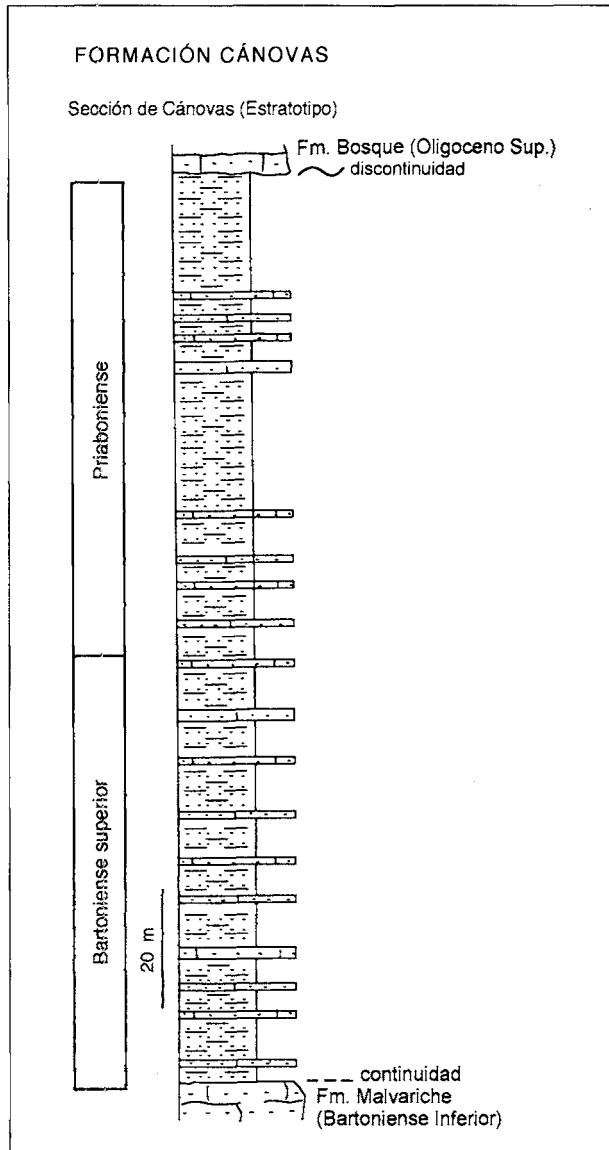 FORMACIÓN CÁNOVAS
Sección de Cánovas (Estratotipo)
Fm. Bosque (Oligoceno Sup.)
discontinuidad
Priaboniense
Bartoniense superior
20 m
continuidad
Fm. Malvariche
(Bartoniense Inferior)